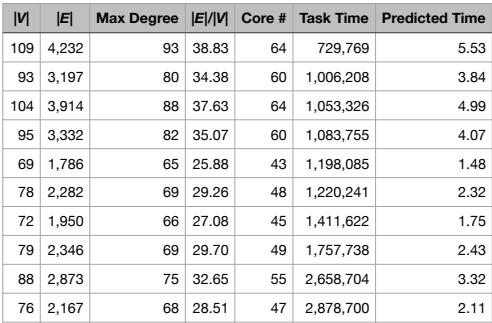 |V| |E| Max Degree |E|/|V| Core # Task Time Predicted Time
109 4,232 93 38.83 64 729,769 5.53
93 3,197 80 34.38 60 1,006,208 3.84
104 3,914 88 37.63 64 1,053,326 4.99
95 3,332 82 35.07 60 1,083,755 4.07
69 1,786 65 25.88 43 1,198,085 1.48
78 2,282 69 29.26 48 1,220,241 2.32
72 1,950 66 27.08 45 1,411,622 1.75
79 2,346 69 29.70 49 1,757,738 2.43
88 2,873 75 32.65 55 2,658,704 3.32
76 2,167 68 28.51 47 2,878,700 2.11